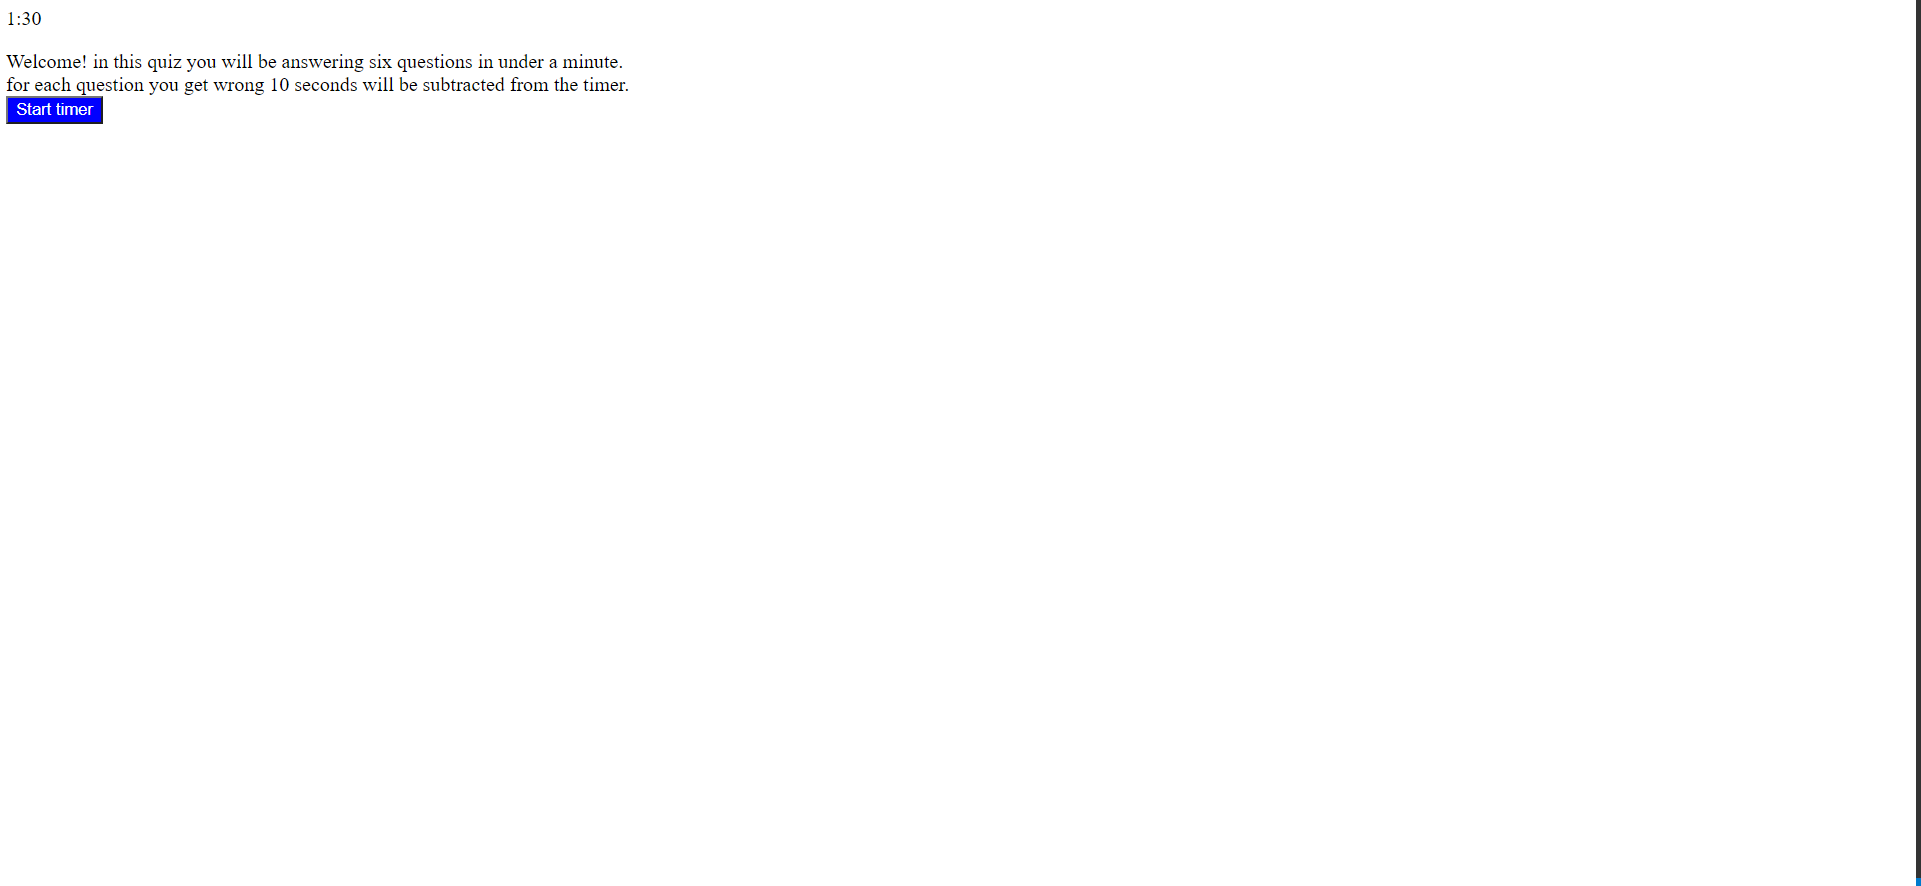 1:30
Welcome! in this quiz you will be answering six questions in under a minute.
for each question you get wrong 10 seconds will be subtracted from the timer.
Start timer